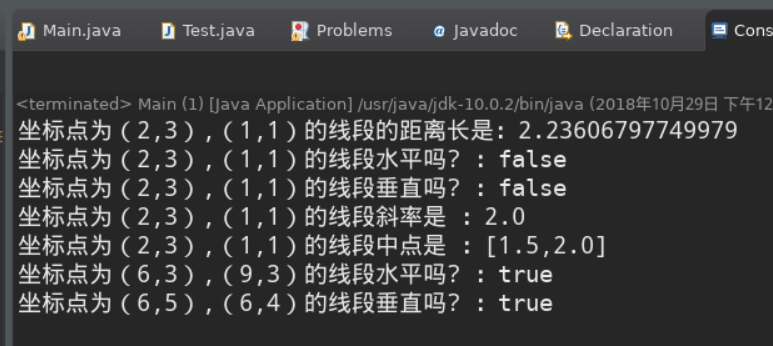 Main.java Test.java Problems Javadoc Declaration Cons
<terminated> Main (1) [Java Application] /usr/java/jdk-10.0.2/bin/java (2018年10月29日 下午12
坐标点为(2,3),(1,1)的线段的距离长是: 2.23606797749979
坐标点为(2,3),(1,1)的线段水平吗? : false
坐标点为(2,3),(1,1)的线段垂直吗? : false
坐标点为(2,3),(1,1)的线段斜率是 : 2.0
坐标点为(2,3),(1,1)的线段中点是 : [1.5,2.0]
坐标点为(6,3),(9,3)的线段水平吗? : true
坐标点为(6,5),(6,4)的线段垂直吗? : true